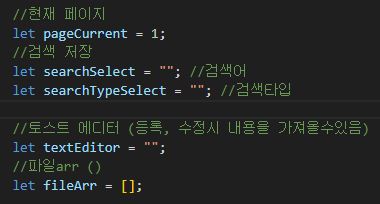 //현재 페이지
let pageCurrent = 1;
//검색 저장
let searchSelect = ""; //검색어
let searchTypeSelect = ""; //검색타입
//토스트 에디터 (등록, 수정시 내용을 가져올수있음)
let textEditor = "";
//파일arr ()
let fileArr = [];